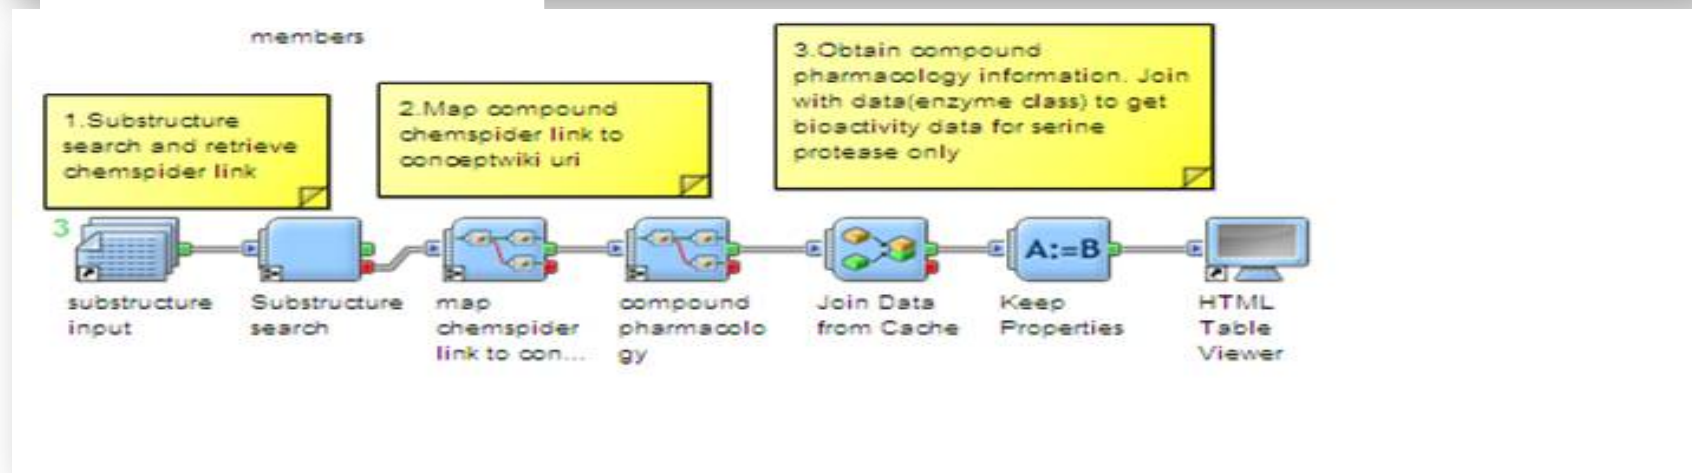 members
1.Substructure
search and retrieve
chemspider link
2.Map compound
chemspider link to
conceptwiki uri
3.Obtain compound
pharmacology information. Join
with data(enzyme class) to get
bioactivity data for serine
protease only
3
substructure
input
Substructure
search
map
chemspider
link to con...
compound
pharmacolo
gy
Join Data
from Cache
A:=B
Keep
Properties
HTML
Table
Viewer